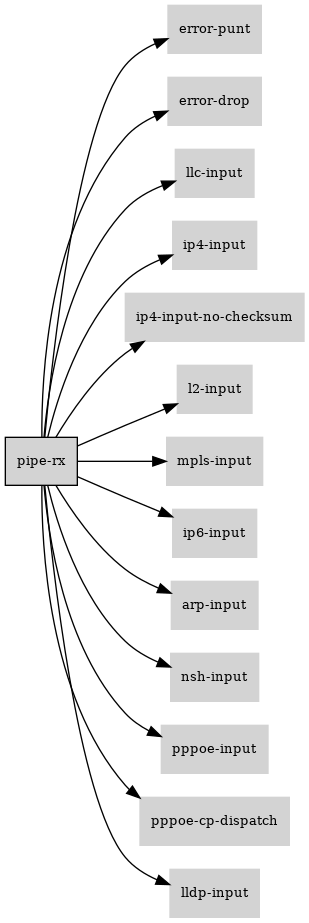 error-punt
error-drop
llc-input
ip4-input
ip4-input-no-checksum
l2-input
pipe-rx
mpls-input
ip6-input
arp-input
nsh-input
pppoe-input
pppoe-cp-dispatch
lldp-input